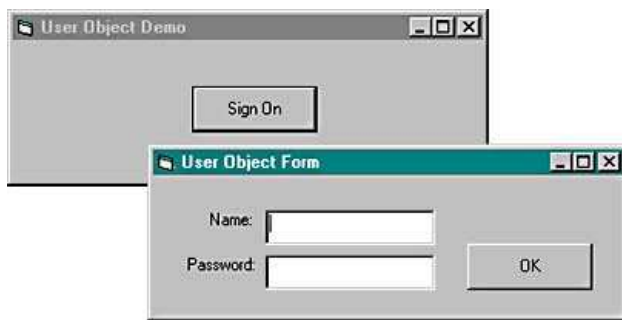 User Object Demo
Sign On
User Object Form
Name:
Password:
OK